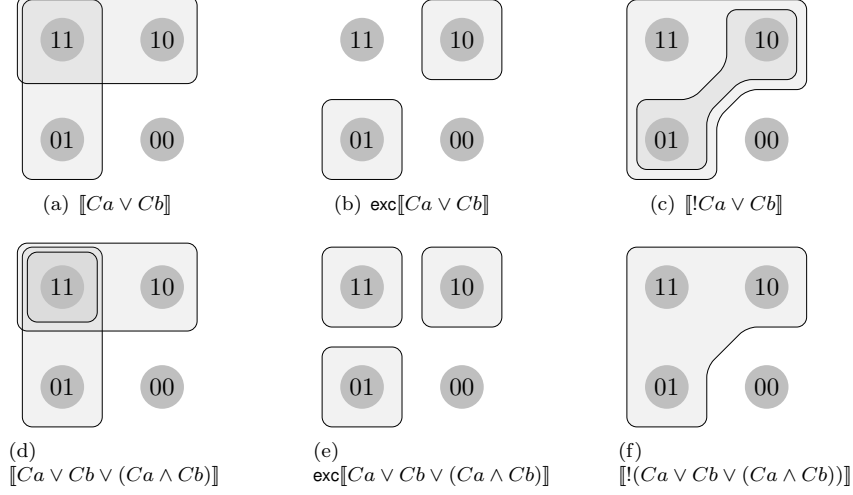 11 10 11 10 11 10
01 00 01 00 01 00
(a) ⟦Ca ∨ Cb⟧ (b) exc⟦Ca ∨ Cb⟧ (c) ⟦!Ca ∨ Cb⟧
11 10 11 10 11 10
01 00 01 00 01 00
(d) (e) (f)
⟦Ca ∨ Cb ∨ (Ca ∧ Cb)⟧ exc⟦Ca ∨ Cb ∨ (Ca ∧ Cb)⟧ ⟦!(Ca ∨ Cb ∨ (Ca ∧ Cb))⟧